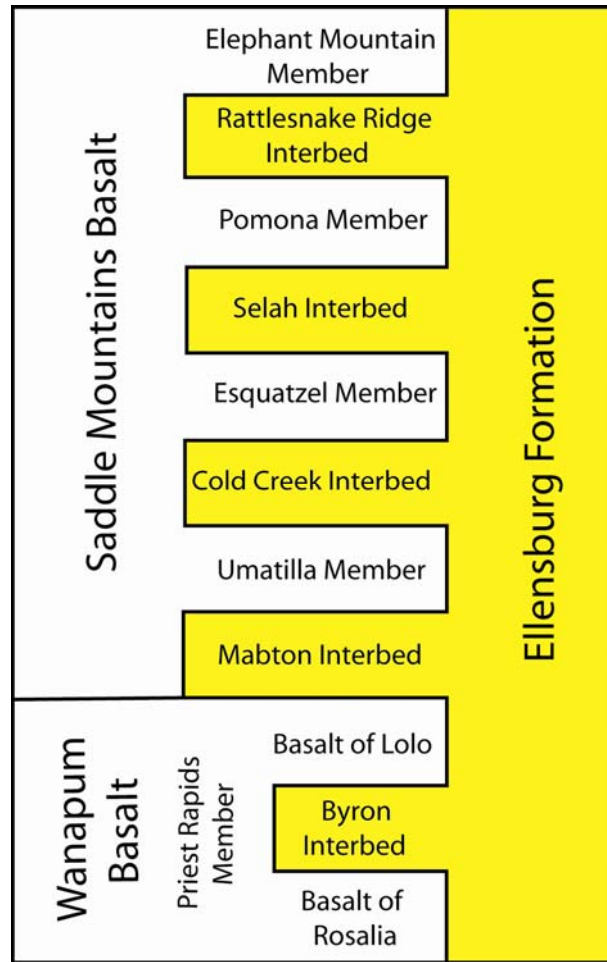 Elephant Mountain
Member
Rattlesnake Ridge
Interbed
Pomona Member
Selah Interbed
Esquatzel Member
Cold Creek Interbed
Umatilla Member
Mabton Interbed
Saddle Mountains Basalt
Basalt of Lolo
Byron
Interbed
Basalt of
Rosalia
Priest Rapids
Member
Wanapum
Basalt
Ellensburg Formation